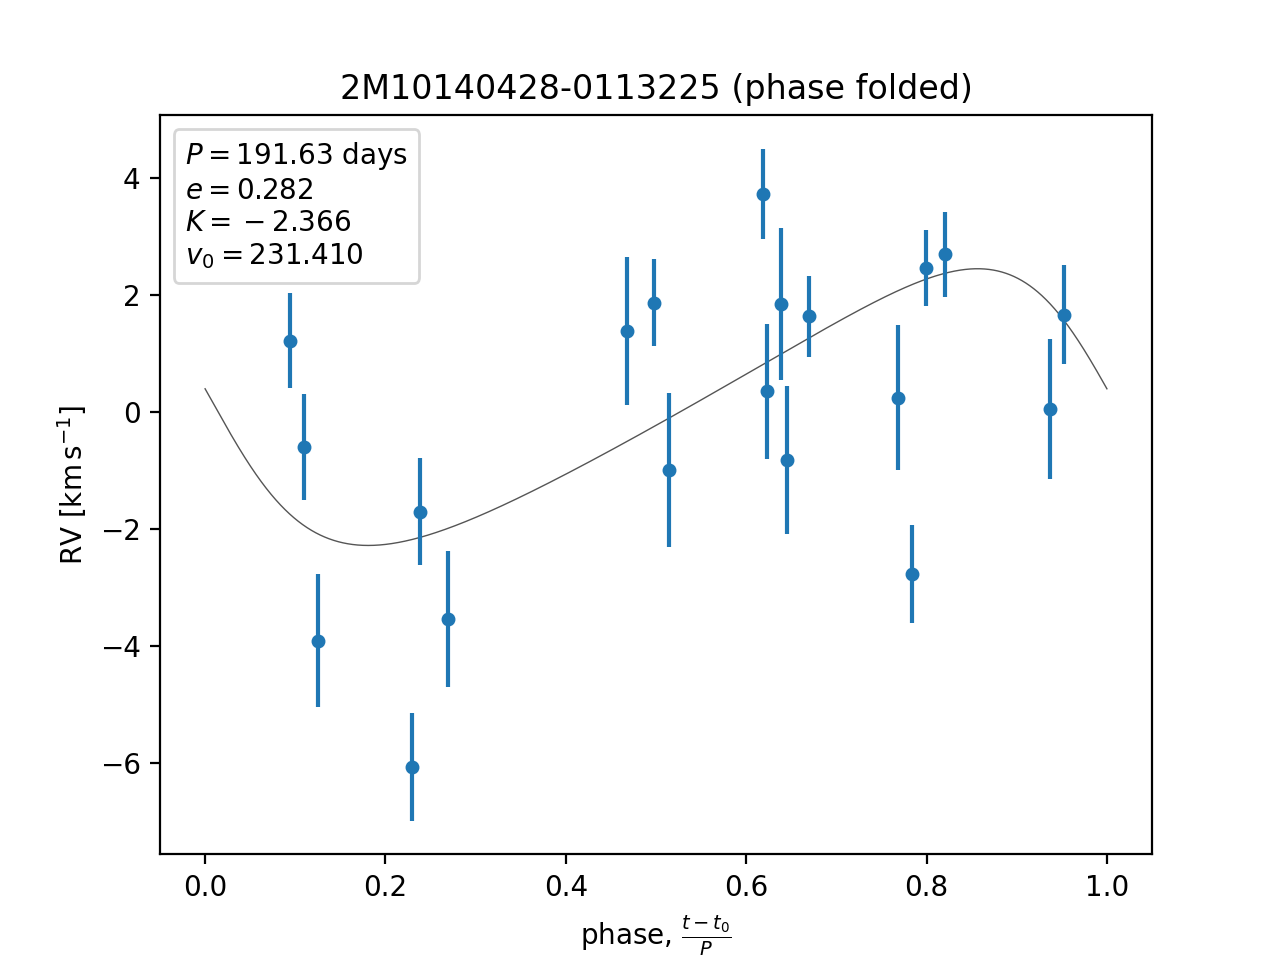 2M10140428-0113225 (phase folded)
P = 191.63 days
e = 0.282
K = −2.366
v₀ = 231.410
4
2
0
−2
−4
−6
RV [km s⁻¹]
0.0 0.2 0.4 0.6 0.8 1.0
phase, (t − t₀)/P